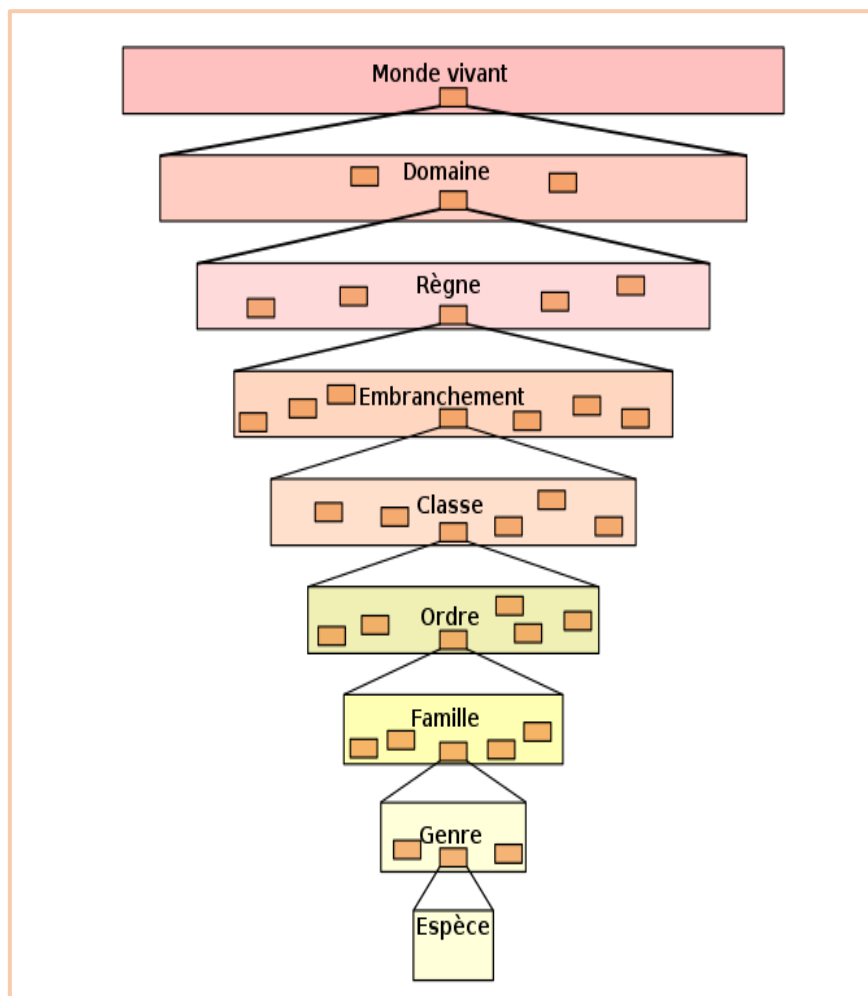 Monde vivant
Domaine
Règne
Embranchement
Classe
Ordre
Famille
Genre
Espèce